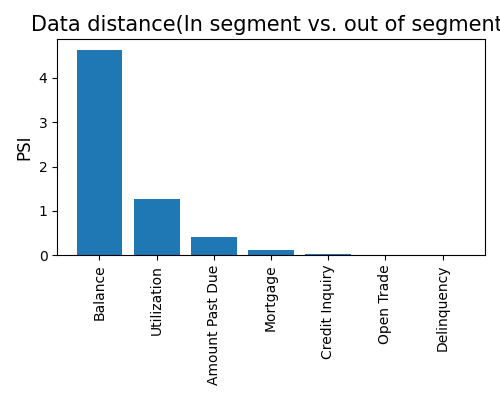 Data distance(In segment vs. out of segment
PSI
4
3
2
1
0
Balance
Utilization
Amount Past Due
Mortgage
Credit Inquiry
Open Trade
Delinquency